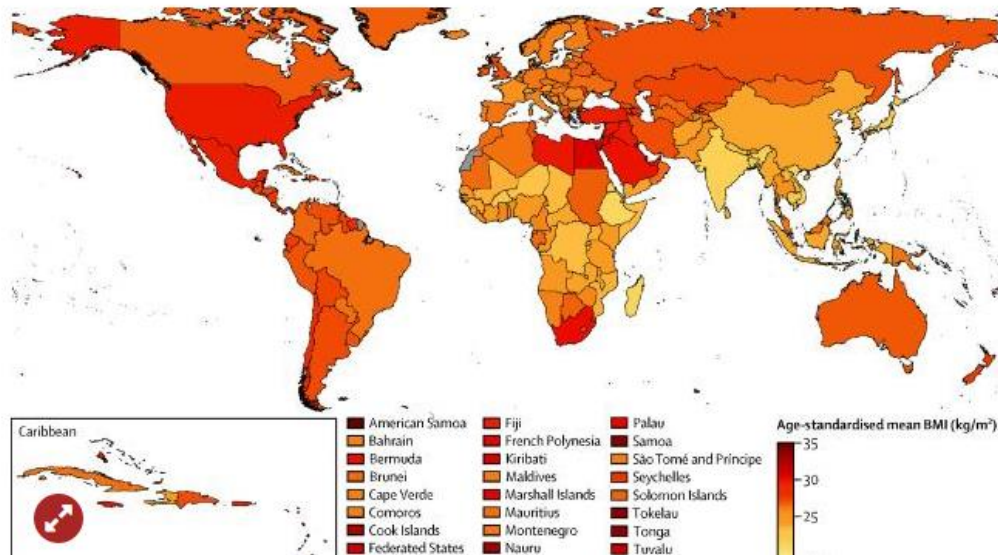 Caribbean
American Samoa
Bahrain
Bermuda
Brunei
Cape Verde
Comoros
Cook Islands
Federated States
Fiji
French Polynesia
Kiribati
Maldives
Marshall Islands
Mauritius
Montenegro
Nauru
Palau
Samoa
São Tomé and Príncipe
Seychelles
Solomon Islands
Tokelau
Tonga
Tuvalu
Age-standardised mean BMI (kg/m²)
35
30
25